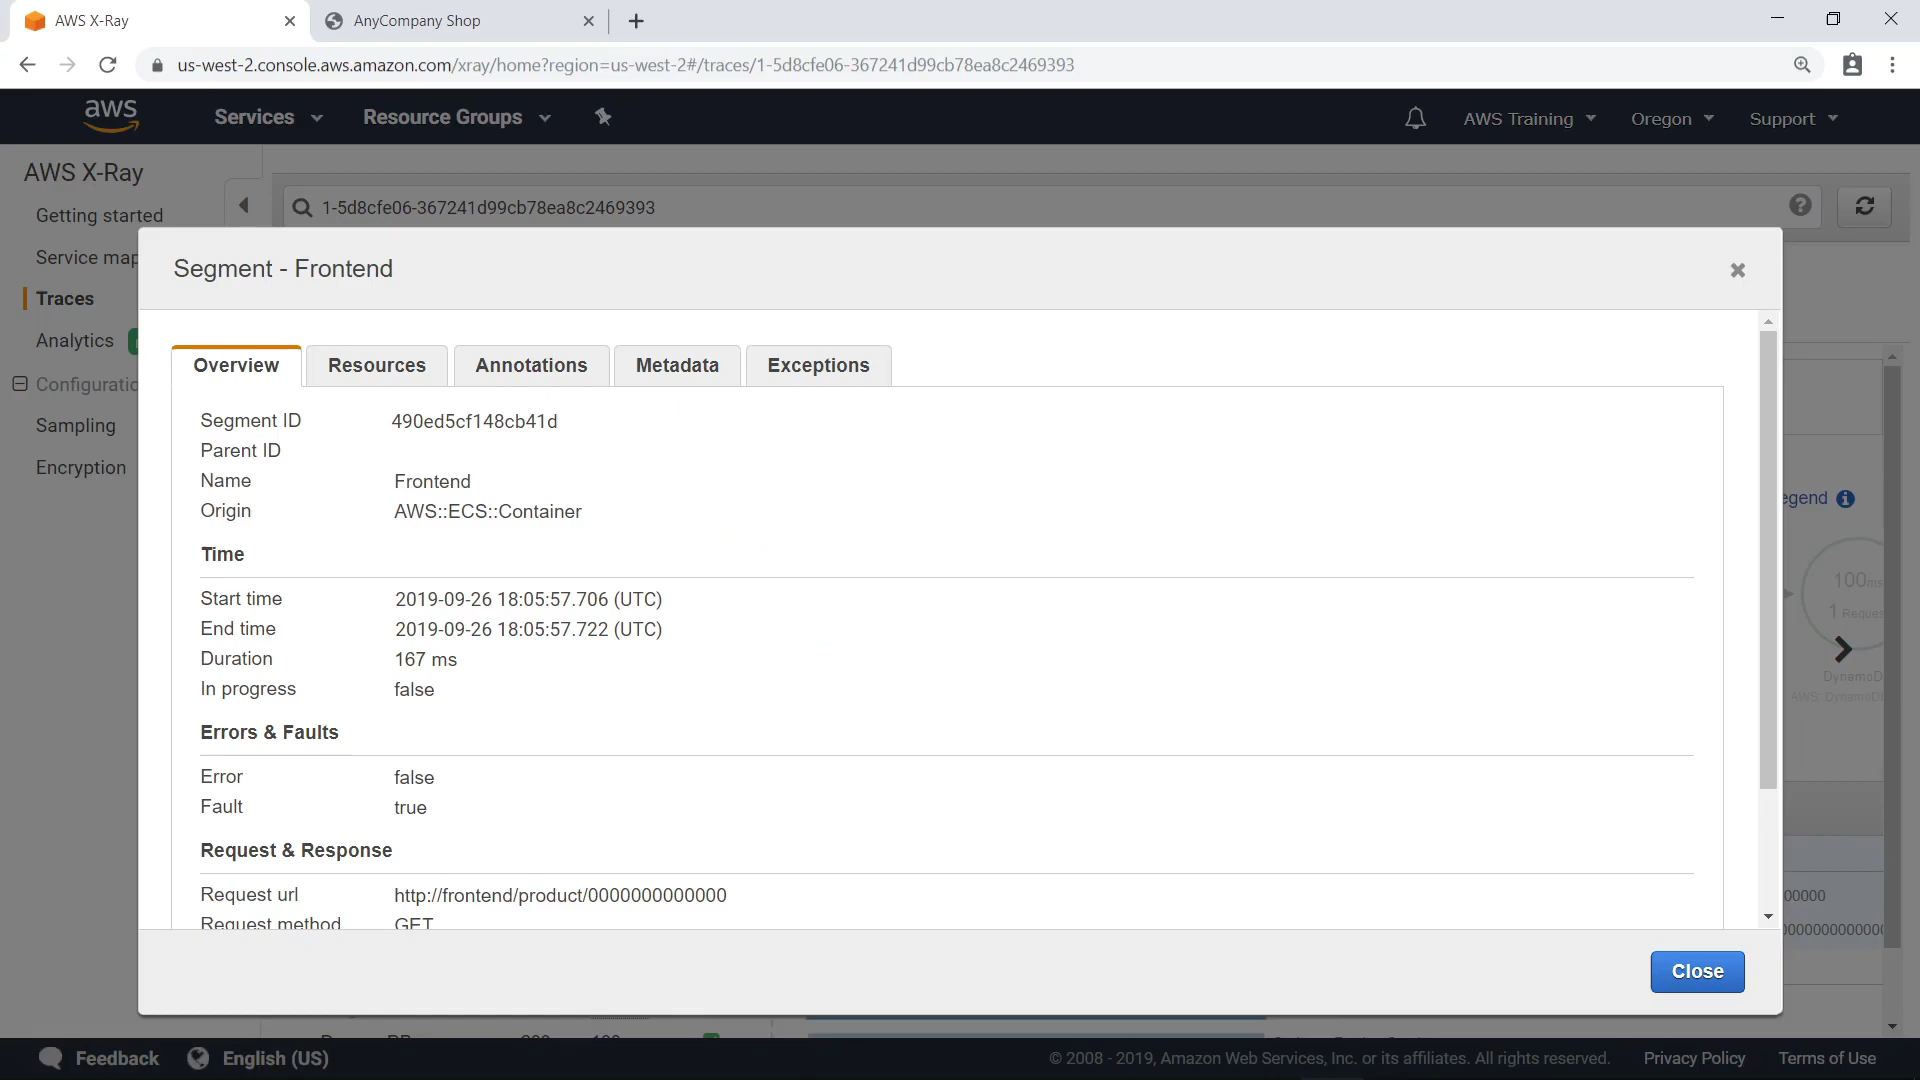 AWS X-Ray
AnyCompany Shop
us-west-2.console.aws.amazon.com/xray/home?region=us-west-2#/traces/1-5d8cfe06-367241d99cb78ea8c2469393
aws
Services
Resource Groups
AWS Training
Oregon
Support
AWS X-Ray
Getting started
Service map
Traces
Analytics
Sampling
Encryption
1-5d8cfe06-367241d99cb78ea8c2469393
Segment - Frontend
Overview
Resources
Annotations
Metadata
Exceptions
Segment ID 490ed5cf148cb41d
Parent ID
Name Frontend
Origin AWS::ECS::Container
Time
Start time 2019-09-26 18:05:57.706 (UTC)
End time 2019-09-26 18:05:57.722 (UTC)
Duration 167 ms
In progress false
Errors & Faults
Error false
Fault true
Request & Response
Request url http://frontend/product/0000000000000
Request method GET
Close
100ms
Feedback
English (US)
© 2008 - 2019, Amazon Web Services, Inc. or its affiliates. All rights reserved.
Privacy Policy
Terms of Use